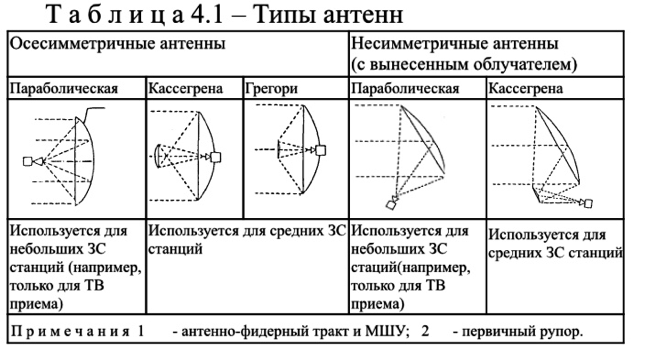 Т а б л и ц а 4.1 – Типы антенн
Осесимметричные антенны
Несимметричные антенны
(с вынесенным облучателем)
Параболическая
Кассегрена
Грегори
Параболическая
Кассегрена
Используется для
небольших ЗС
станций (например,
только для ТВ
приема)
Используется для средних ЗС
станций
Используется для
небольших ЗС
стаций(например,
только для ТВ
приема)
Используется для
средних ЗС станций
П р и м е ч а н и я 1 - антенно-фидерный тракт и МШУ; 2 - первичный рупор.